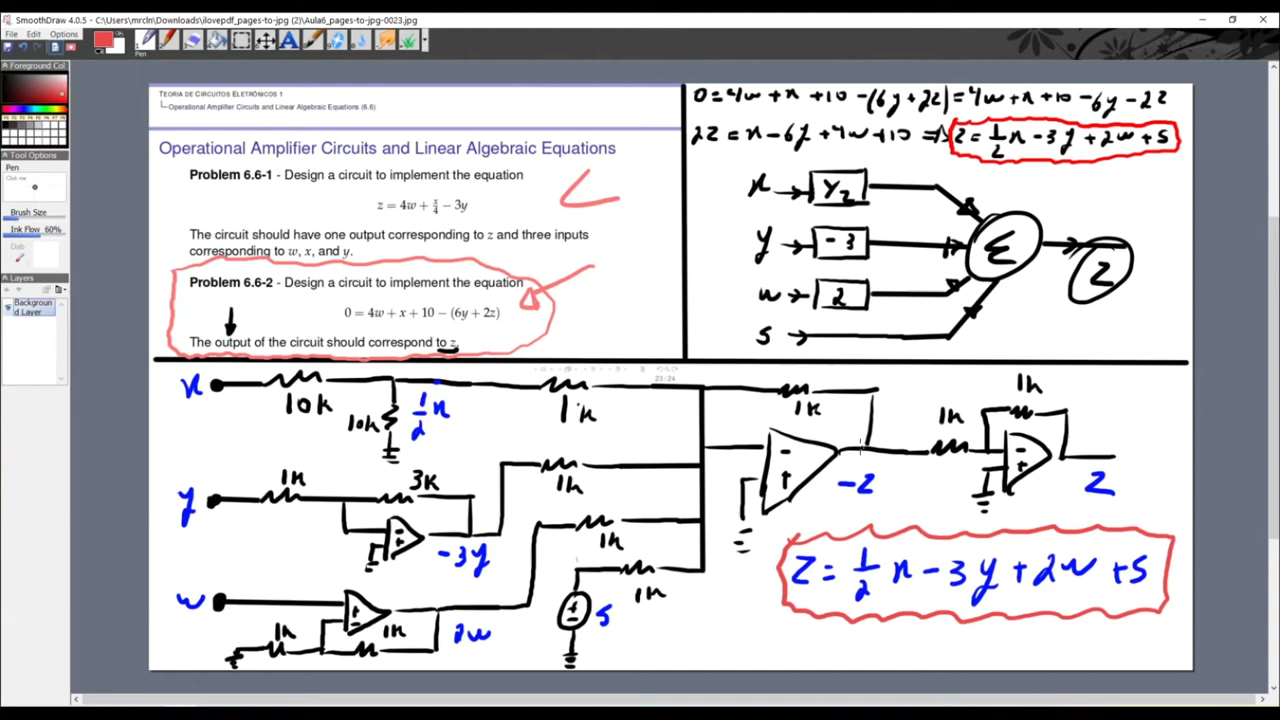 SmoothDraw 4.0.5 - C:\Users\mrcln\Downloads\ilovepdf_pages-to-jpg (2)\Aula6_pages-to-jpg-0023.jpg
File Edit Options
Pen
Foreground Col
Tool Options
Pen
Click me
Brush Size
Ink Flow 60%
Dab
Layers
Background Layer
TEORIA DE CIRCUITOS ELETRÔNICOS 1
Operational Amplifier Circuits and Linear Algebraic Equations (6.6)
Operational Amplifier Circuits and Linear Algebraic Equations
Problem 6.6-1 - Design a circuit to implement the equation
z = 4w + x/4 − 3y
The circuit should have one output corresponding to z and three inputs
corresponding to w, x, and y.
Problem 6.6-2 - Design a circuit to implement the equation
0 = 4w + x + 10 − (6y + 2z)
The output of the circuit should correspond to z.
23 / 24
0 = 4w + x + 10 - (6y + 2z) = 4w + x + 10 - 6y - 2z
2z = x - 6y + 4w + 10 => z = 1/2 x - 3y + 2w + 5
x 1/2
y -3 Σ z
w 2
5
x 10k 10k 1/2 x 1k 1k
1k 1k
-z z
y 1k 3k -3y 1k
w 1k 1k 2w 1k
5 1k
z = 1/2 x - 3y + 2w + 5